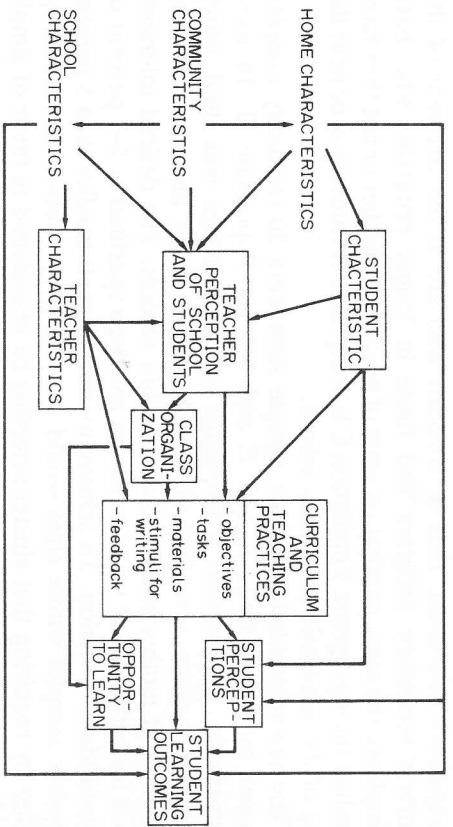 HOME CHARACTERISTICS
COMMUNITY
CHARACTERISTICS
SCHOOL
CHARACTERISTICS
STUDENT
CHACTERISTIC
TEACHER
PERCEPTION
OF SCHOOL
AND STUDENTS
TEACHER
CHARACTERISTICS
CLASS
ORGANI-
ZATION
CURRICULUM
AND
TEACHING
PRACTICES
- objectives
- tasks
- materials
- stimuli for
writing
- feedback
STUDENT
PERCEP-
TIONS
OPPOR-
TUNITY
TO LEARN
STUDENT
LEARNING
OUTCOMES